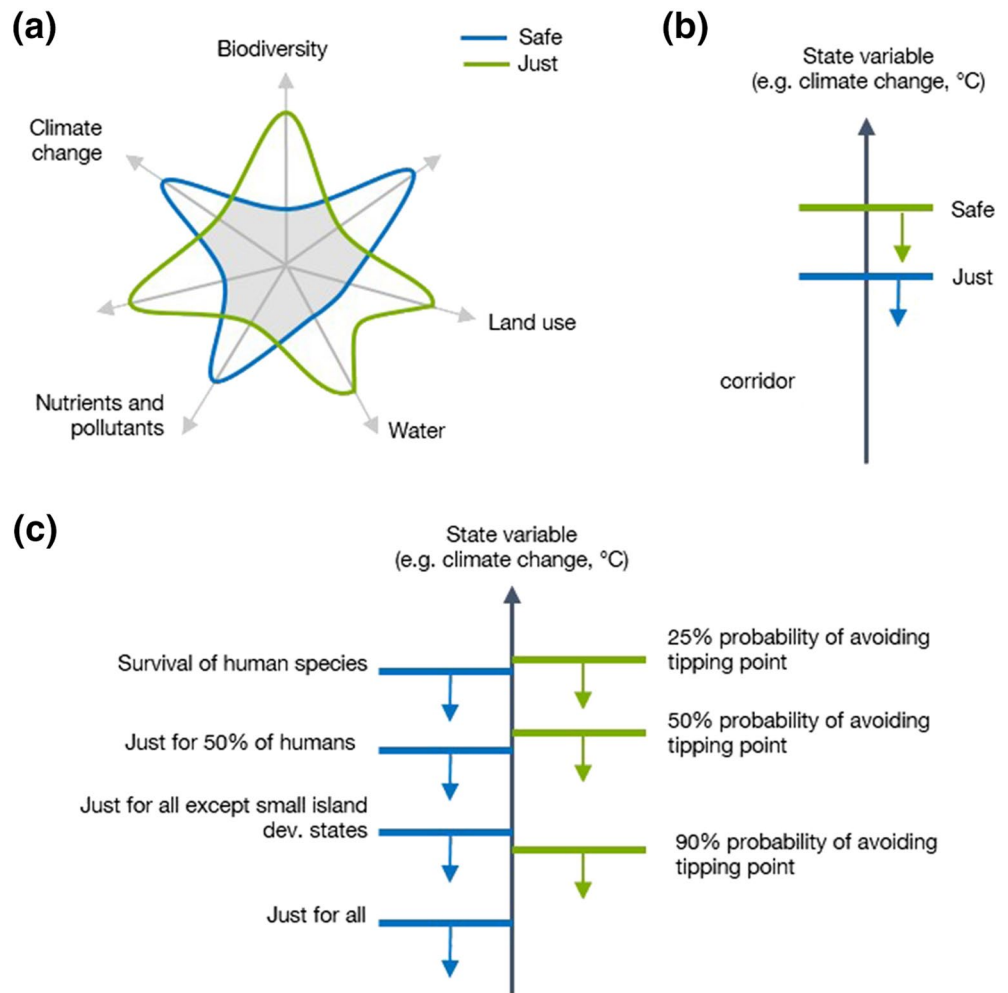 (a)
Biodiversity
Safe
Just
Climate
change
Land use
Nutrients and
pollutants
Water
(b)
State variable
(e.g. climate change, °C)
Safe
Just
corridor
(c)
State variable
(e.g. climate change, °C)
Survival of human species
25% probability of avoiding
tipping point
Just for 50% of humans
50% probability of avoiding
tipping point
Just for all except small island
dev. states
90% probability of avoiding
tipping point
Just for all